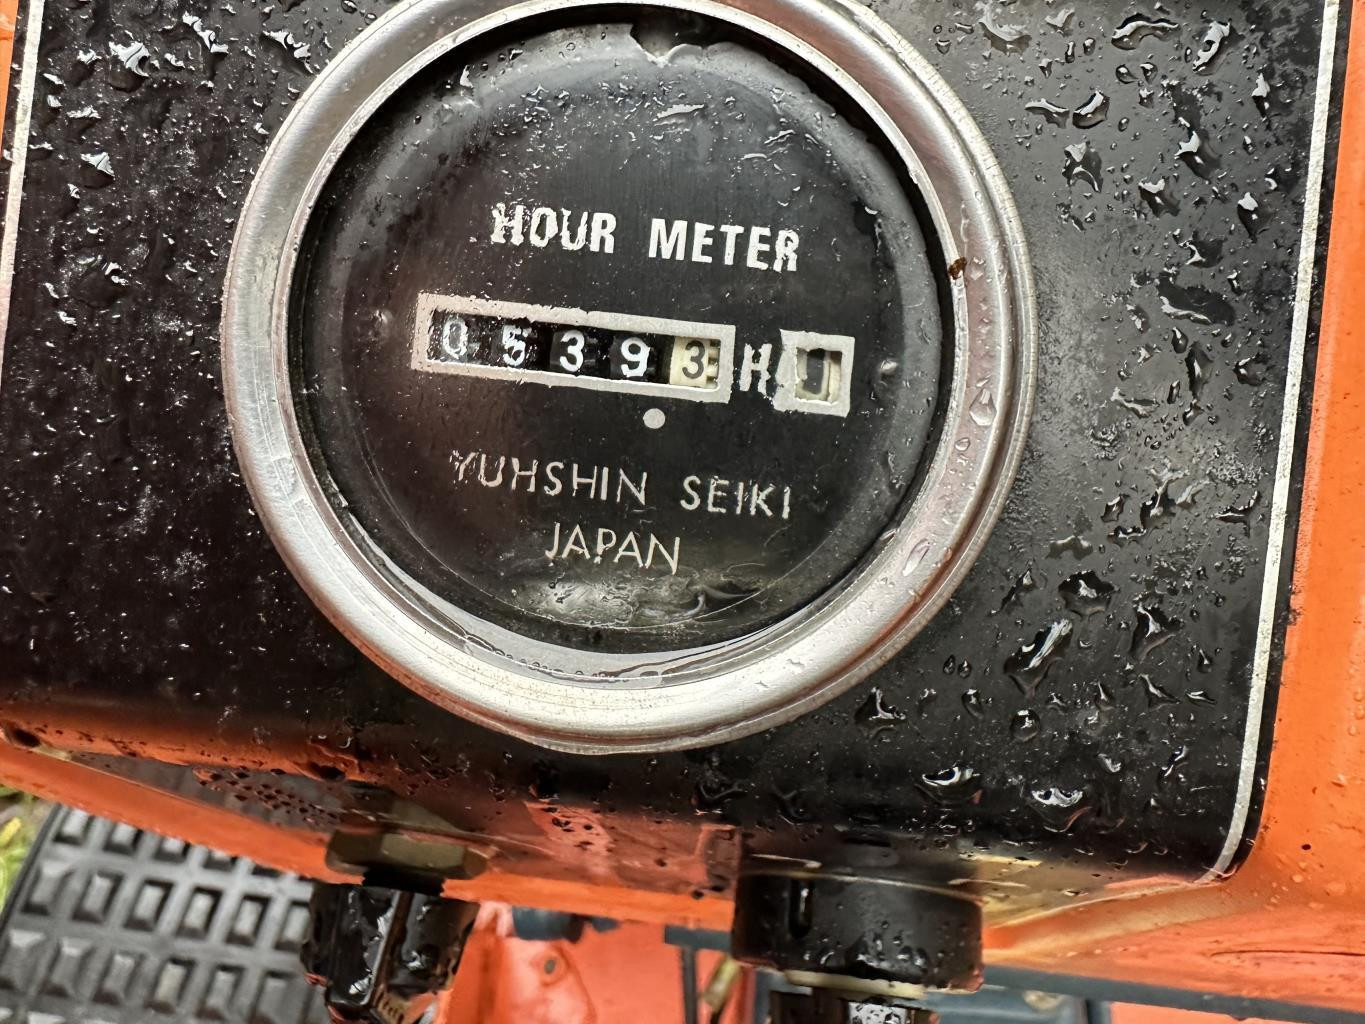 HOUR METER
05393 H
YUHSHIN SEIKI
JAPAN